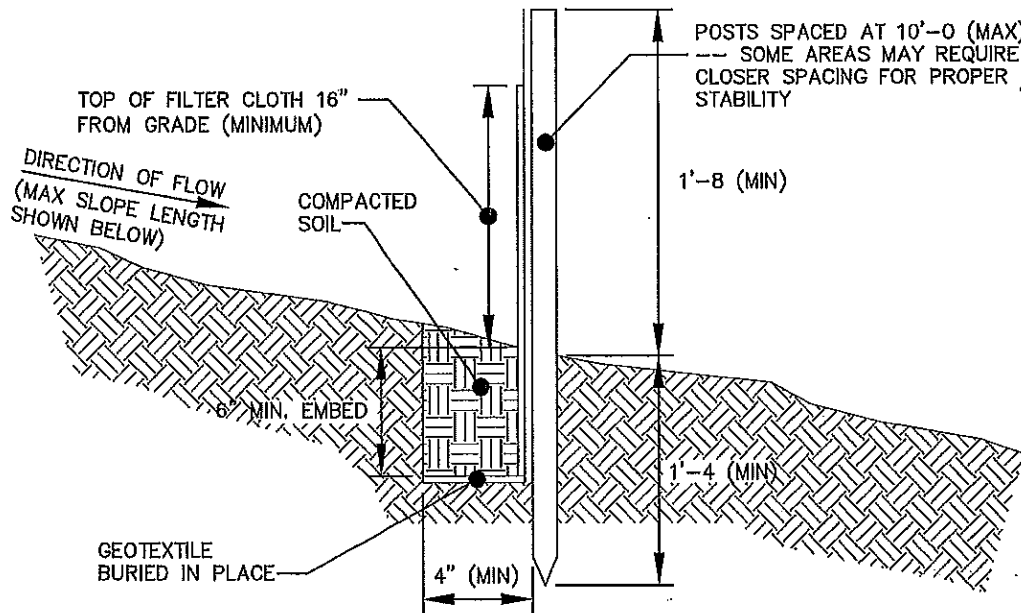 POSTS SPACED AT 10'-0 (MAX)
-- SOME AREAS MAY REQUIRE
CLOSER SPACING FOR PROPER
STABILITY
TOP OF FILTER CLOTH 16"
FROM GRADE (MINIMUM)
DIRECTION OF FLOW
(MAX SLOPE LENGTH
SHOWN BELOW)
COMPACTED
SOIL
1'-8 (MIN)
6" MIN. EMBED
1'-4 (MIN)
GEOTEXTILE
BURIED IN PLACE
4" (MIN)